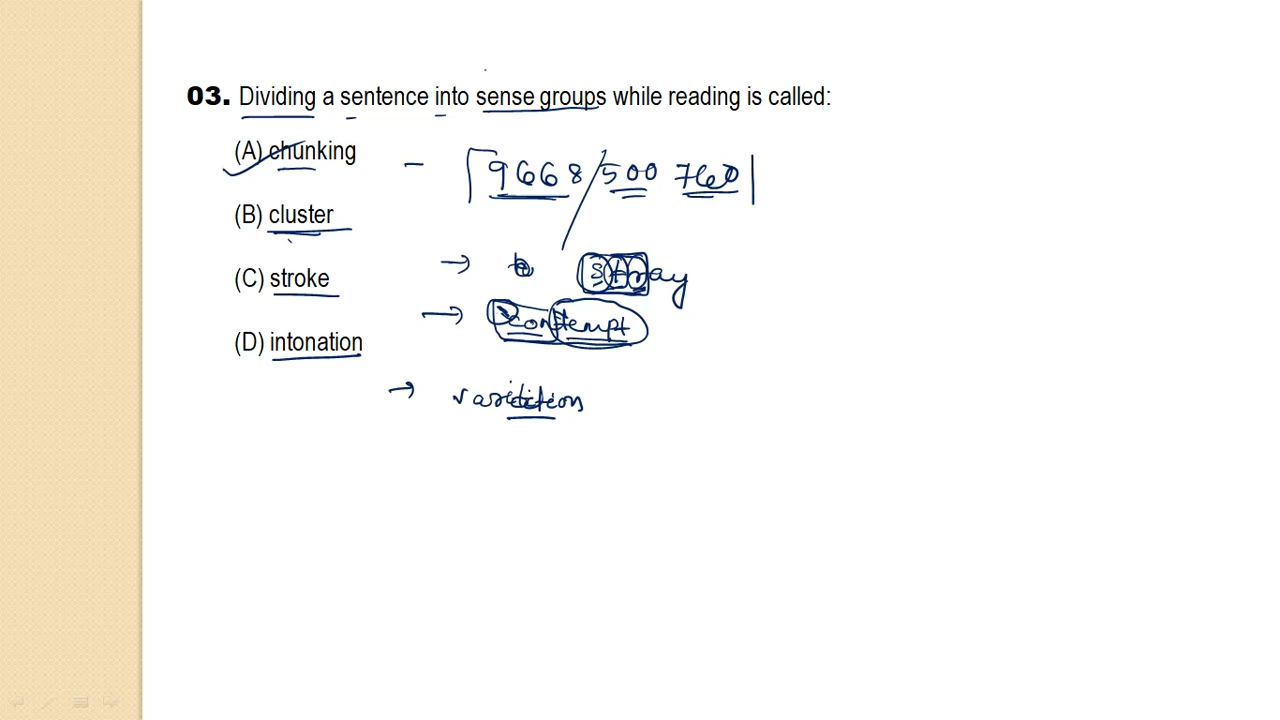 03. Dividing a sentence into sense groups while reading is called:
(A) chunking - 9668/500 760
(B) cluster
→ stray
(C) stroke
→ contempt
(D) intonation
→